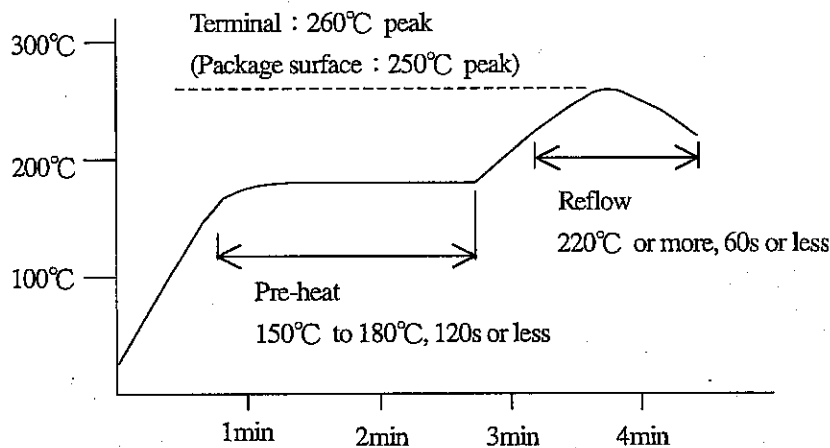 Terminal : 260℃ peak
(Package surface : 250℃ peak)
300℃
200℃
100℃
Reflow
220℃ or more, 60s or less
Pre-heat
150℃ to 180℃, 120s or less
1min
2min
3min
4min